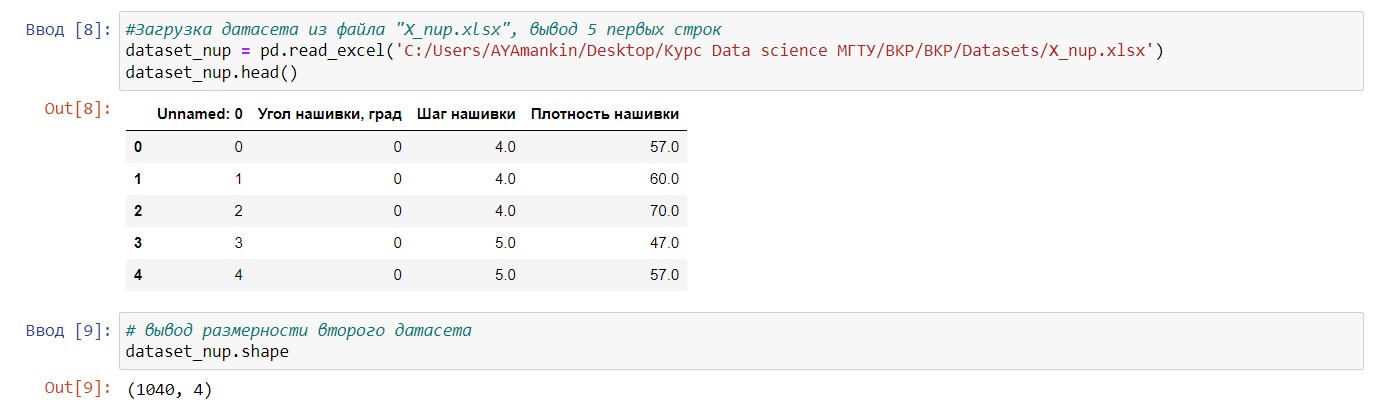 Ввод [8]: #Загрузка датасета из файла "X_nup.xlsx", вывод 5 первых строк
dataset_nup = pd.read_excel('C:/Users/AYAmankin/Desktop/Курс Data science МГТУ/ВКР/ВКР/Datasets/X_nup.xlsx')
dataset_nup.head()
Out[8]:
Unnamed: 0 Угол нашивки, град Шаг нашивки Плотность нашивки
0 0 0 4.0 57.0
1 1 0 4.0 60.0
2 2 0 4.0 70.0
3 3 0 5.0 47.0
4 4 0 5.0 57.0
Ввод [9]: # вывод размерности второго датасета
dataset_nup.shape
Out[9]: (1040, 4)